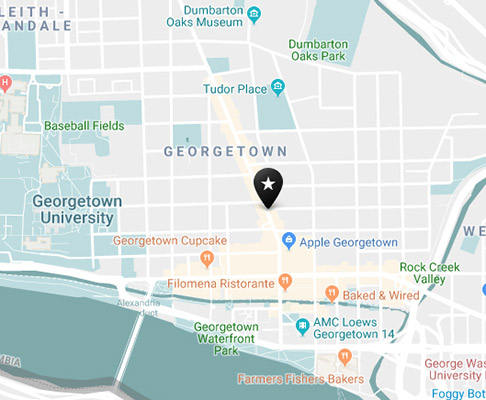 LEITH -
ANDALE
Dumbarton
Oaks Museum
Dumbarton
Oaks Park
H
Tudor Place
Baseball Fields
GEORGETOWN
Georgetown
University
WE
Georgetown Cupcake
Apple Georgetown
Rock Creek
Valley
Filomena Ristorante
Baked & Wired
Alexandria
duct
Georgetown
Waterfront
Park
AMC Loews
Georgetown 14
George Was
University
Farmers Fishers Bakers
Foggy Bot
MBIA